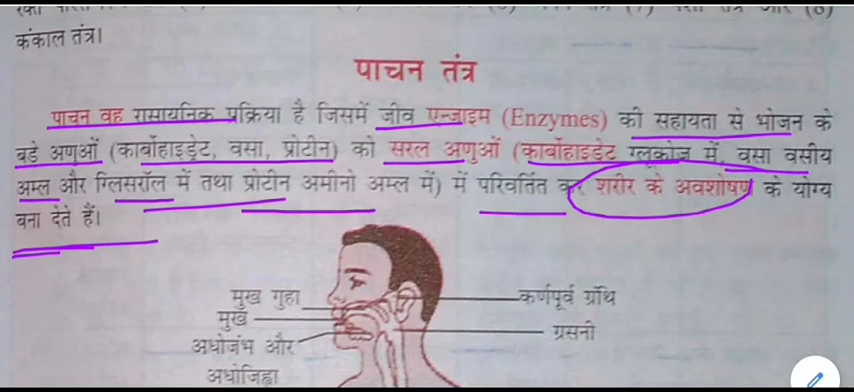 कंकाल तंत्र।
पाचन तंत्र
पाचन वह रासायनिक प्रक्रिया है जिसमें जीव एन्जाइम (Enzymes) की सहायता से भोजन के
बडे अणुओं (कार्बोहाइड्रेट, वसा, प्रोटीन) को सरल अणुओं (कार्बोहाइडेट ग्लूकोज में, वसा वसीय
अम्ल और ग्लिसरॉल में तथा प्रोटीन अमीनो अम्ल में) में परिवर्तित कर शरीर के अवशोषण के योग्य
बना देते हैं।
मुख गुहा
कर्णपूर्व ग्रंथि
मुख
ग्रसनी
अधोजंभ और
अधोजिह्वा